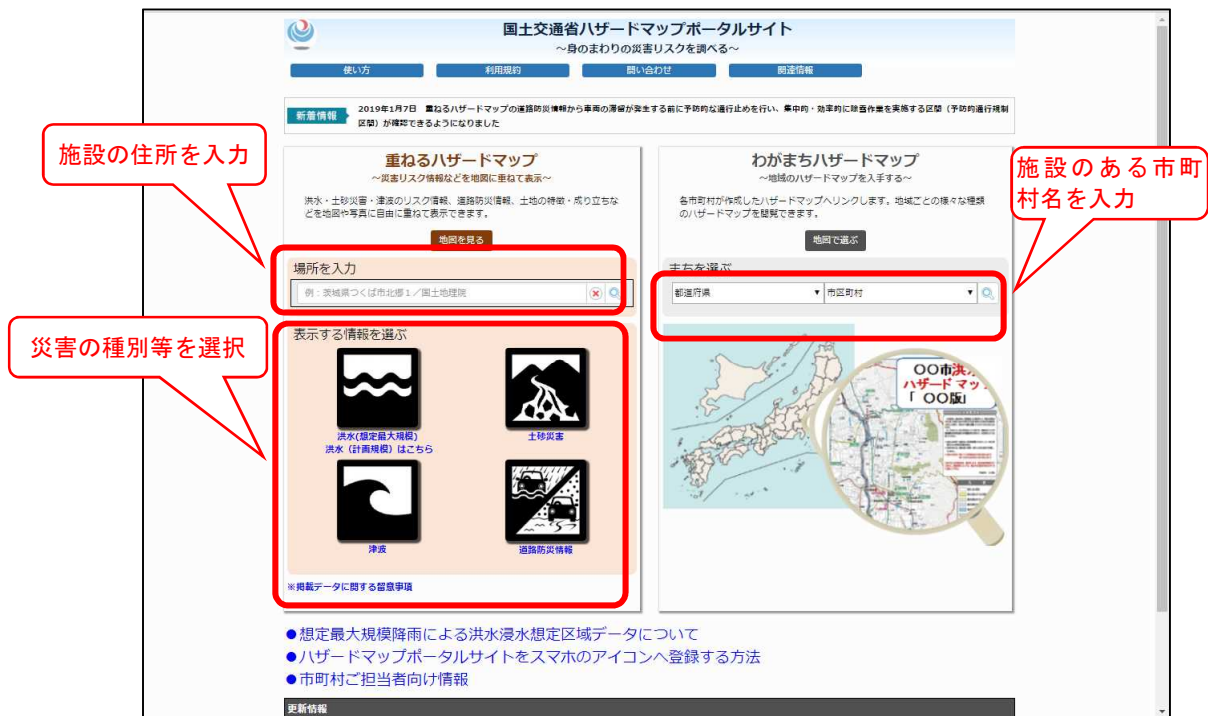 国土交通省ハザードマップポータルサイト
～身のまわりの災害リスクを調べる～
使い方
利用規約
問い合わせ
関連情報
新着情報
2019年1月7日 重ねるハザードマップの道路防災情報から車両の滞留が発生する前に予防的な通行止めを行い、集中的・効率的に除雪作業を実施する区間（予防的通行規制
区間）が確認できるようになりました
施設の住所を入力
重ねるハザードマップ
～災害リスク情報などを地図に重ねて表示～
洪水・土砂災害・津波のリスク情報、道路防災情報、土地の特徴・成り立ちな
どを地図や写真に自由に重ねて表示できます。
地図を見る
場所を入力
例：茨城県つくば市北郷１／国土地理院
災害の種別等を選択
表示する情報を選ぶ
洪水(想定最大規模)
洪水（計画規模）はこちら
土砂災害
津波
道路防災情報
※掲載データに関する留意事項
わがまちハザードマップ
～地域のハザードマップを入手する～
各市町村が作成したハザードマップへリンクします。地域ごとの様々な種類
のハザードマップを閲覧できます。
地図で選ぶ
施設のある市町
村名を入力
まちを選ぶ
都道府県
市区町村
〇〇市洪
ハザードマッ
「 〇〇版」
●想定最大規模降雨による洪水浸水想定区域データについて
●ハザードマップポータルサイトをスマホのアイコンへ登録する方法
●市町村ご担当者向け情報
更新情報